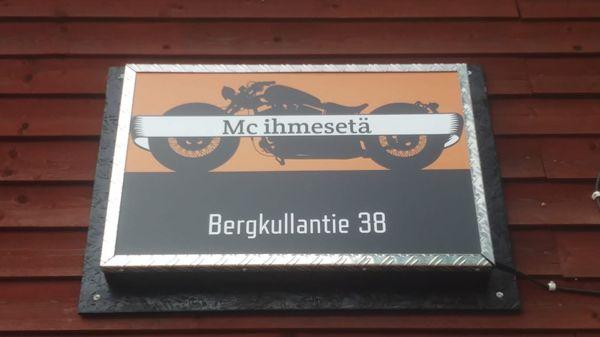 Mc ihmesetä
Bergkullantie 38